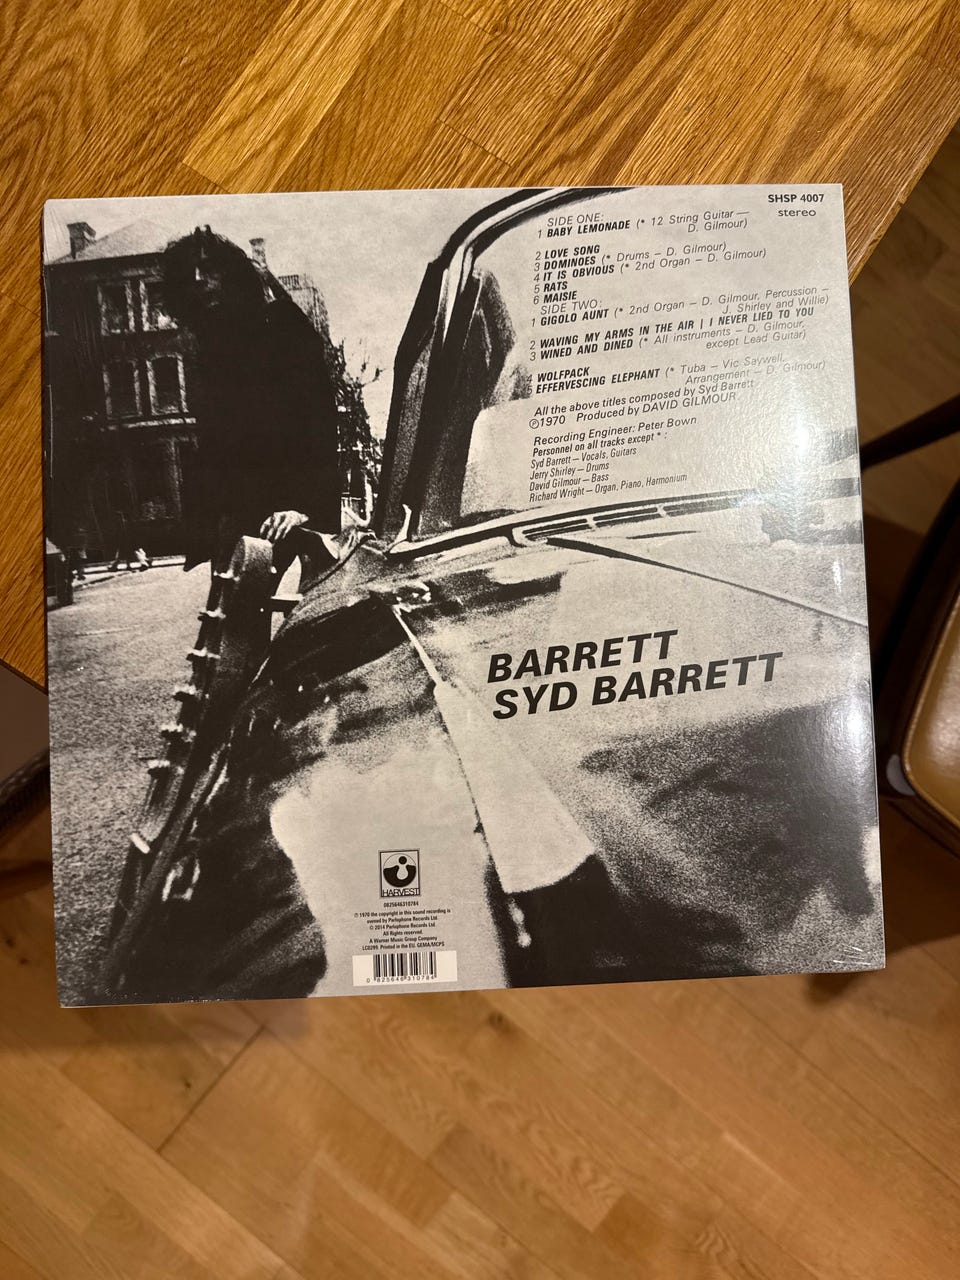 SHSP 4007
stereo
SIDE ONE:
1 BABY LEMONADE (* 12 String Guitar —
D. Gilmour)
2 LOVE SONG
3 DOMINOES (* Drums – D. Gilmour)
4 IT IS OBVIOUS (* 2nd Organ – D. Gilmour)
5 RATS
6 MAISIE
SIDE TWO:
1 GIGOLO AUNT (* 2nd Organ – D. Gilmour, Percussion –
J. Shirley and Willie)
2 WAVING MY ARMS IN THE AIR | I NEVER LIED TO YOU
3 WINED AND DINED (* All instruments – D. Gilmour,
except Lead Guitar)
4 WOLFPACK
EFFERVESCING ELEPHANT (* Tuba – Vic Saywell,
Arrangement – D. Gilmour)
All the above titles composed by Syd Barrett
℗1970 Produced by DAVID GILMOUR
Recording Engineer: Peter Bown
Personnel on all tracks except * :
Syd Barrett – Vocals, Guitars
Jerry Shirley – Drums
David Gilmour – Bass
Richard Wright – Organ, Piano, Harmonium
BARRETT
SYD BARRETT
HARVEST
0825646310784
℗ 1970 the copyright in this sound recording is
owned by Parlophone Records Ltd.
© 2014 Parlophone Records Ltd.
All Rights reserved.
A Warner Music Group Company
LC0299 Printed in the EU. GEMA/MCPS
0 825646 310784